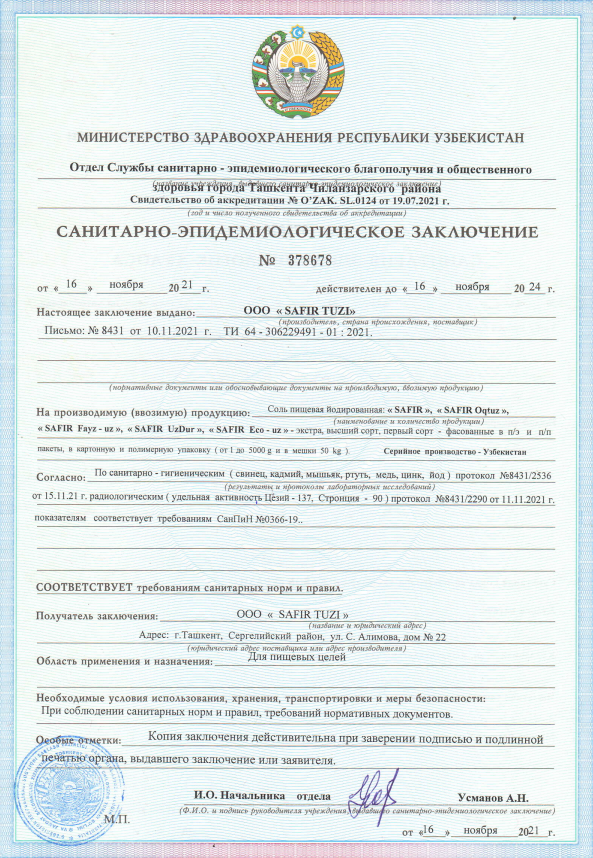 МИНИСТЕРСТВО ЗДРАВООХРАНЕНИЯ РЕСПУБЛИКИ УЗБЕКИСТАН
Отдел Службы санитарно - эпидемиологического благополучия и общественного
здоровья города Ташкента Чиланзарского района
(название учреждения, выдавшего санитарно-эпидемиологическое заключение)
Свидетельство об аккредитации № O'ZAK. SL.0124 от 19.07.2021 г.
(год и число полученного свидетельства об аккредитации)
САНИТАРНО-ЭПИДЕМИОЛОГИЧЕСКОЕ ЗАКЛЮЧЕНИЕ
№ 378678
от « 16 » ноября 20 21 г. действителен до « 16 » ноября 20 24 г.
Настоящее заключение выдано: ООО « SAFIR TUZI»
(производитель, страна происхождения, поставщик)
Письмо: № 8431 от 10.11.2021 г. ТИ 64 - 306229491 - 01 : 2021.
(нормативные документы или обосновывающие документы на производимую, ввозимую продукцию)
На производимую (ввозимую) продукцию: Соль пищевая йодированная: « SAFIR », « SAFIR Oqtuz »,
(наименование и количество продукции)
« SAFIR Fayz - uz », « SAFIR UzDur », « SAFIR Eco - uz » - экстра, высший сорт, первый сорт - фасованные в п/э и п/п
пакеты, в картонную и полимерную упаковку ( от 1 до 5000 g и в мешки 50 kg ). Серийное производство - Узбекистан
Согласно: По санитарно - гигиеническим ( свинец, кадмий, мышьяк, ртуть, медь, цинк, йод ) протокол №8431/2536
(результаты и протоколы лабораторных исследований)
от 15.11.21 г. радиологическим ( удельная активность Цезий - 137, Стронция - 90 ) протокол №8431/2290 от 11.11.2021 г.
показателям соответствует требованиям СанПиН №0366-19..
СООТВЕТСТВУЕТ требованиям санитарных норм и правил.
Получатель заключения: ООО « SAFIR TUZI »
(название и юридический адрес)
Адрес: г.Ташкент, Сергелийский район, ул. С. Алимова, дом № 22
(юридический адрес поставщика или адрес производителя)
Область применения и назначения: Для пищевых целей
Необходимые условия использования, хранения, транспортировки и меры безопасности:
При соблюдении санитарных норм и правил, требований нормативных документов.
Особые отметки: Копия заключения действительна при заверении подписью и подлинной
печатью органа, выдавшего заключение или заявителя.
И.О. Начальника отдела Усманов А.Н.
(Ф.И.О. и подпись руководителя учреждения, выдавшего санитарно-эпидемиологическое заключение)
М.П.
от «16 » ноября 2021 г.